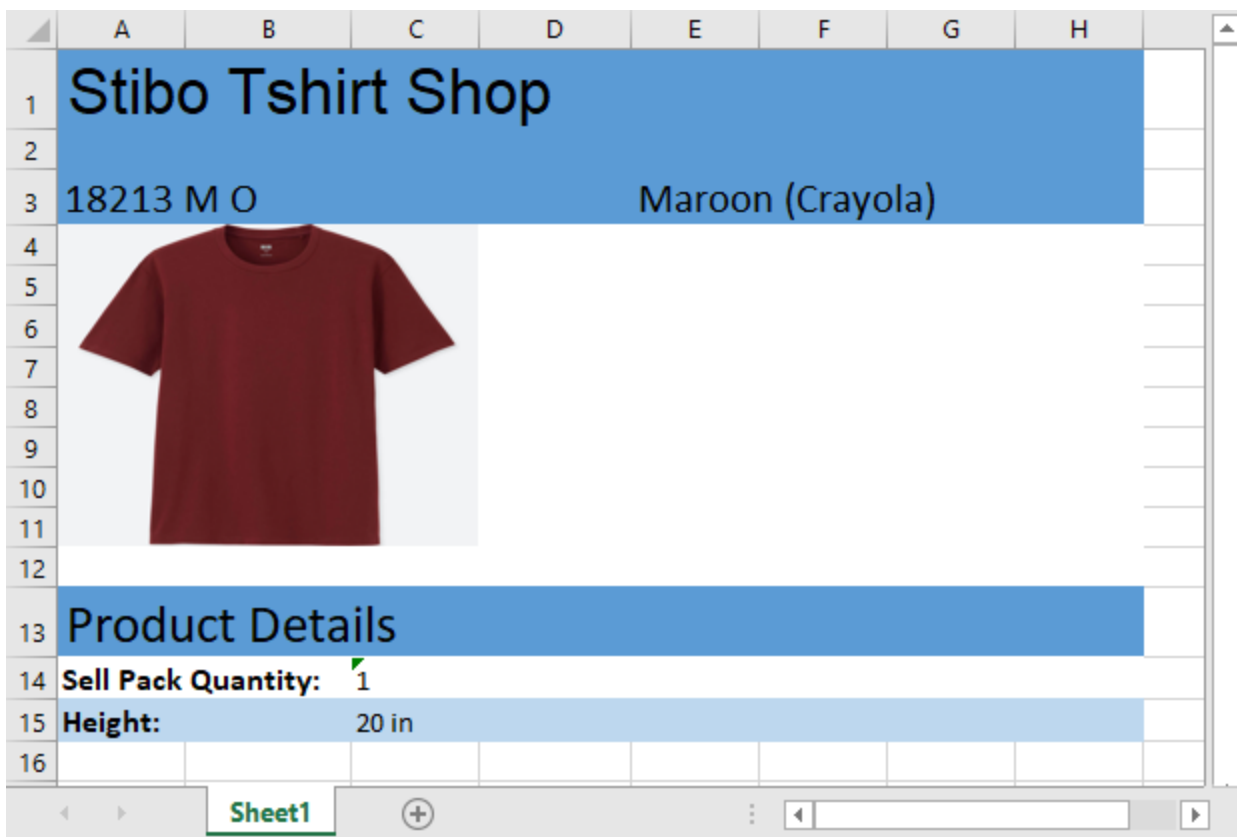 A B C D E F G H
1 Stibo Tshirt Shop
2
3 18213 M O Maroon (Crayola)
4
5
6
7
8
9
10
11
12
13 Product Details
14 Sell Pack Quantity: 1
15 Height: 20 in
16
Sheet1